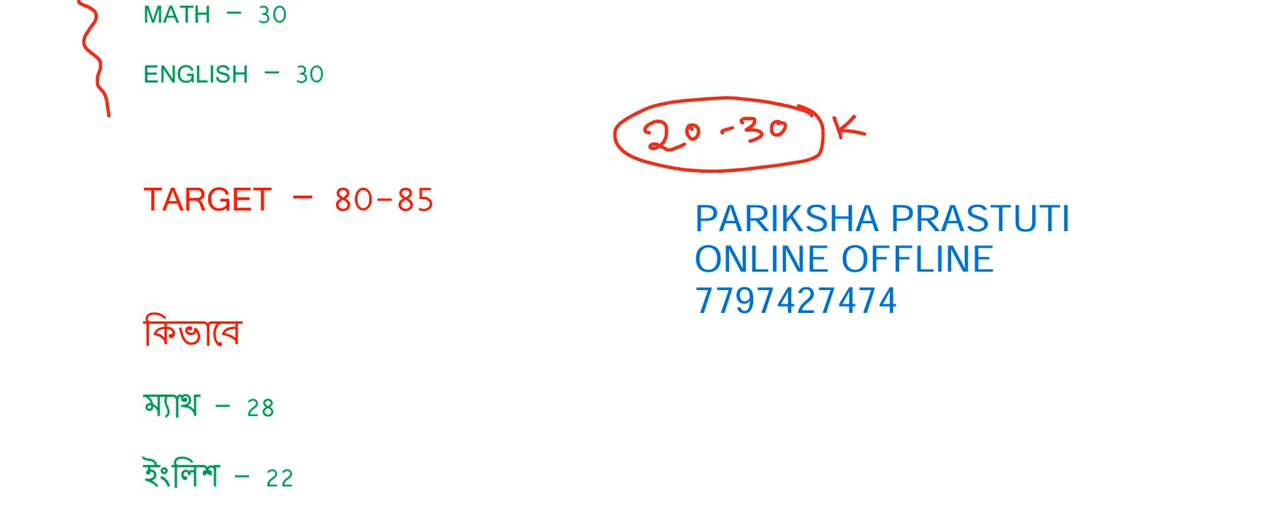 MATH – 30
ENGLISH – 30
20-30 K
TARGET – 80-85
PARIKSHA PRASTUTI
ONLINE OFFLINE
7797427474
কিভাবে
ম্যাথ – 28
ইংলিশ – 22